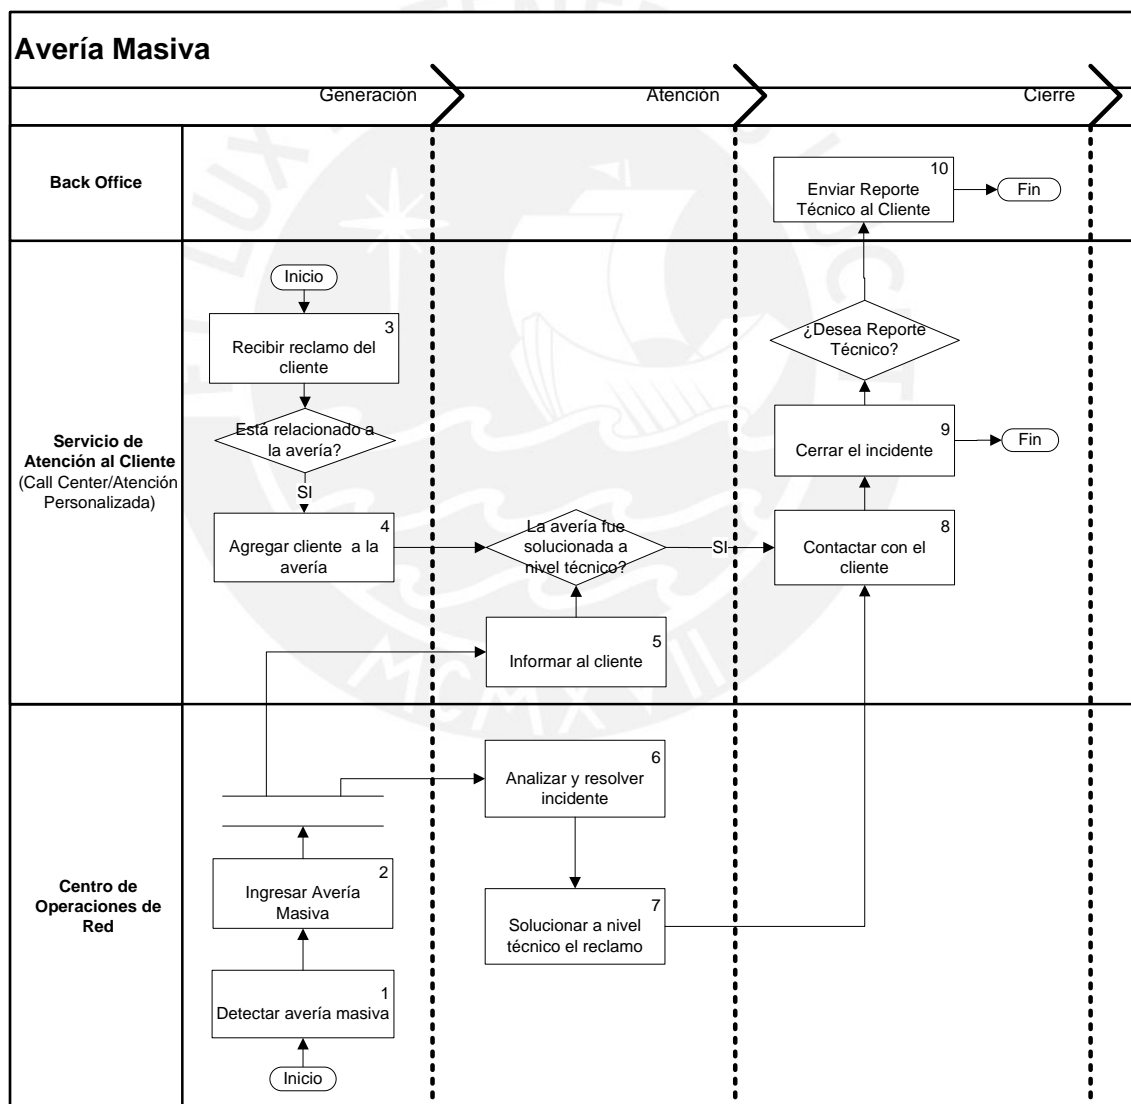 Avería Masiva
Generación
Atención
Cierre
Back Office
10
Enviar Reporte
Técnico al Cliente
Fin
Servicio de
Atención al Cliente
(Call Center/Atención
Personalizada)
Inicio
3
Recibir reclamo del
cliente
Está relacionado a
la avería?
SI
4
Agregar cliente a la
avería
La avería fue
solucionada a
nivel técnico?
SI
5
Informar al cliente
¿Desea Reporte
Técnico?
9
Cerrar el incidente
Fin
8
Contactar con el
cliente
Centro de
Operaciones de
Red
6
Analizar y resolver
incidente
2
Ingresar Avería
Masiva
7
Solucionar a nivel
técnico el reclamo
1
Detectar avería masiva
Inicio
MCMXVII